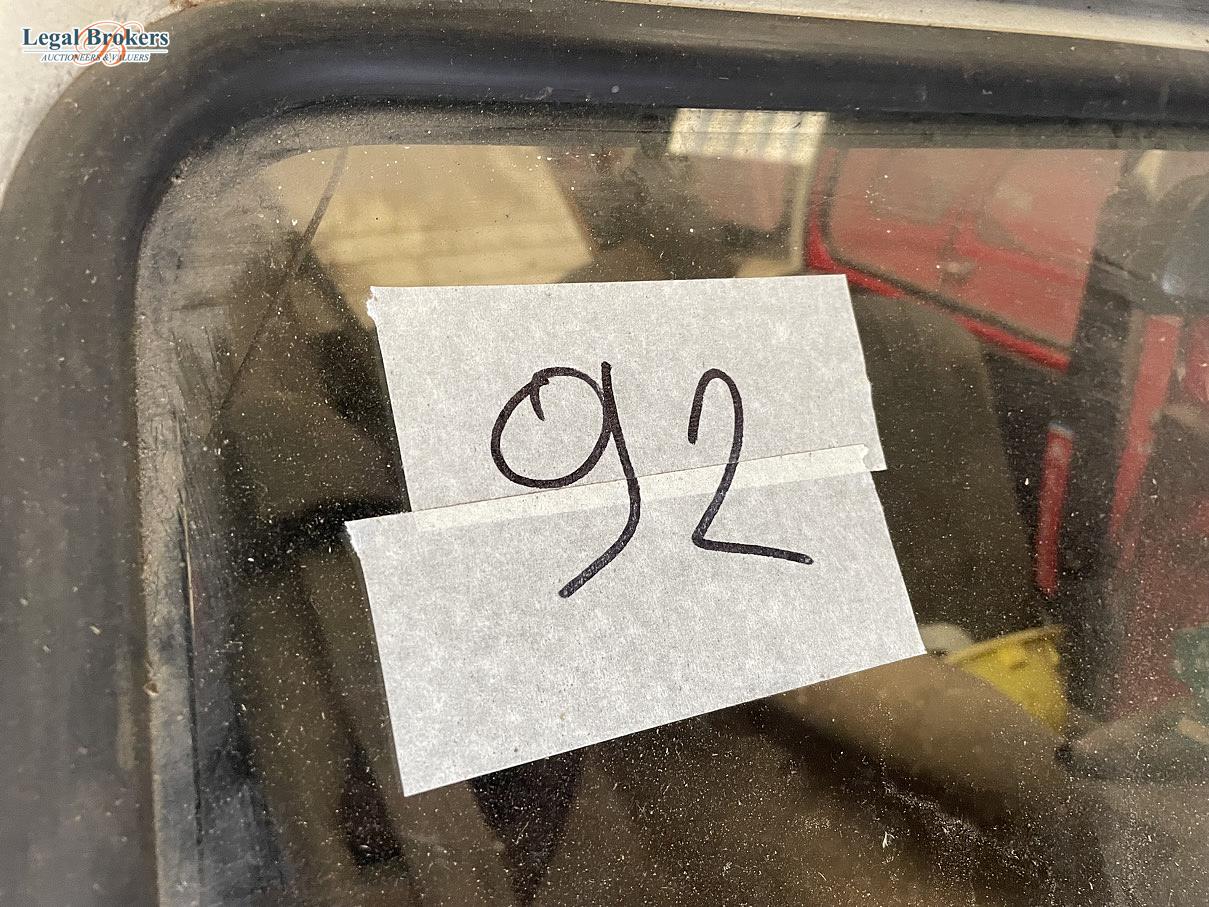 Legal Brokers
AUCTIONEERS & VALUERS
92